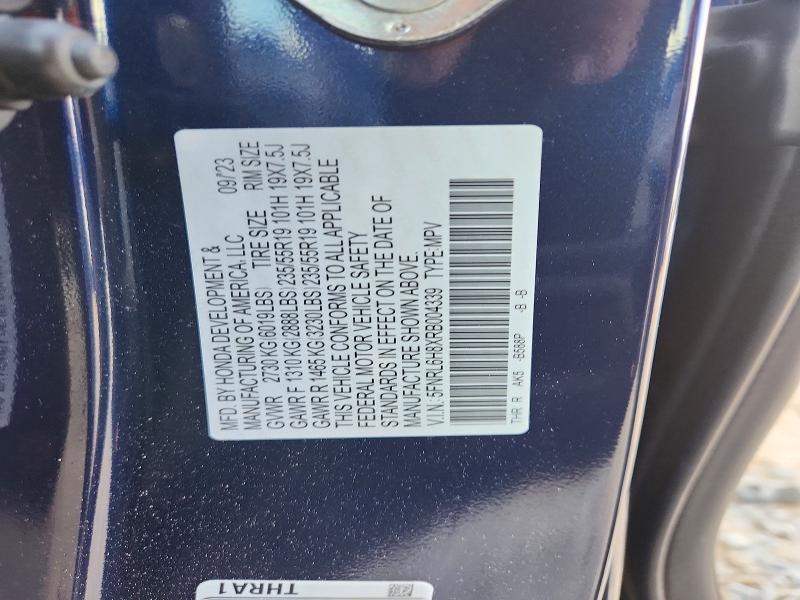 MFD. BY HONDA DEVELOPMENT & 09/'23
MANUFACTURING OF AMERICA, LLC
GVWR 2730 KG(6019LBS) TIRE SIZE RIM SIZE
GAWR F 1310 KG(2888LBS)235/55R19 101H 19X7.5J
GAWR R 1465 KG(3230LBS)235/55R19 101H 19X7.5J
THIS VEHICLE CONFORMS TO ALL APPLICABLE
FEDERAL MOTOR VEHICLE SAFETY
STANDARDS IN EFFECT ON THE DATE OF
MANUFACTURE SHOWN ABOVE.
V.I.N.: 5FNRL6H8XRB004339 TYPE:MPV
THR R AK5 -B588P -B -B
THRA1